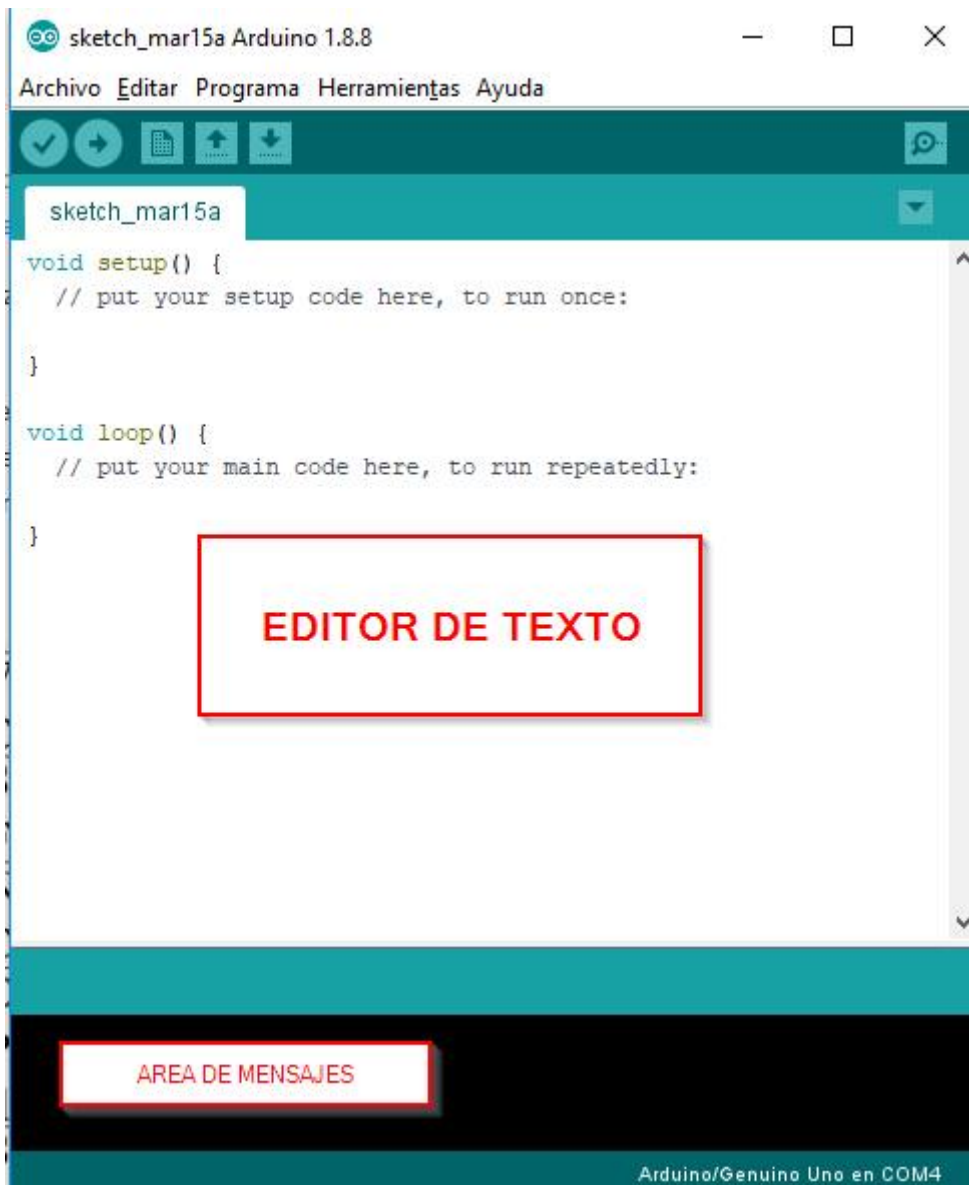 sketch_mar15a Arduino 1.8.8
Archivo Editar Programa Herramientas Ayuda
sketch_mar15a
void setup() {
  // put your setup code here, to run once:
}
void loop() {
  // put your main code here, to run repeatedly:
}
EDITOR DE TEXTO
AREA DE MENSAJES
Arduino/Genuino Uno en COM4